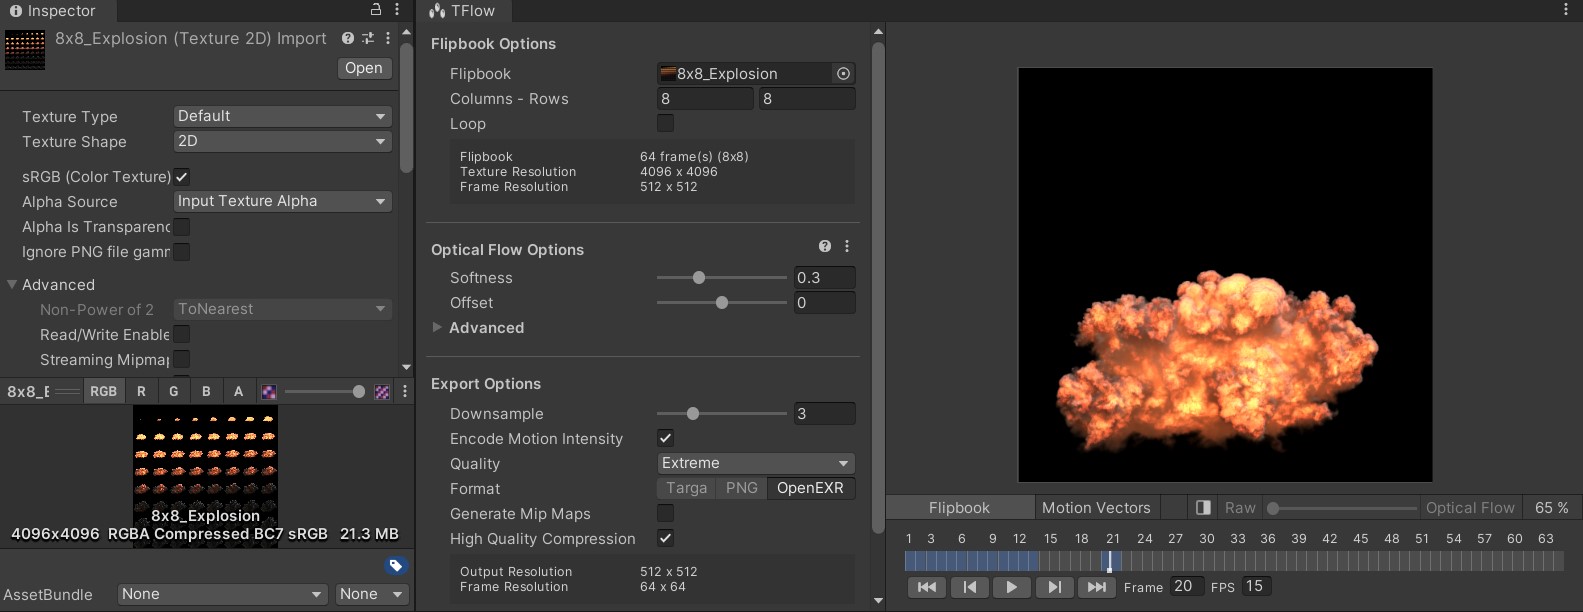 Inspector
8x8_Explosion (Texture 2D) Import
Open
Texture Type Default
Texture Shape 2D
sRGB (Color Texture)
Alpha Source Input Texture Alpha
Alpha Is Transparenc
Ignore PNG file gamr
Advanced
Non-Power of 2 ToNearest
Read/Write Enable
Streaming Mipma
8x8_E RGB R G B A
8x8_Explosion
4096x4096 RGBA Compressed BC7 sRGB 21.3 MB
AssetBundle None None
TFlow
Flipbook Options
Flipbook 8x8_Explosion
Columns - Rows 8 8
Loop
Flipbook 64 frame(s) (8x8)
Texture Resolution 4096 x 4096
Frame Resolution 512 x 512
Optical Flow Options
Softness 0.3
Offset 0
Advanced
Export Options
Downsample 3
Encode Motion Intensity
Quality Extreme
Format Targa PNG OpenEXR
Generate Mip Maps
High Quality Compression
Output Resolution 512 x 512
Frame Resolution 64 x 64
Flipbook Motion Vectors Raw Optical Flow 65 %
1 3 6 9 12 15 18 21 24 27 30 33 36 39 42 45 48 51 54 57 60 63
Frame 20 FPS 15